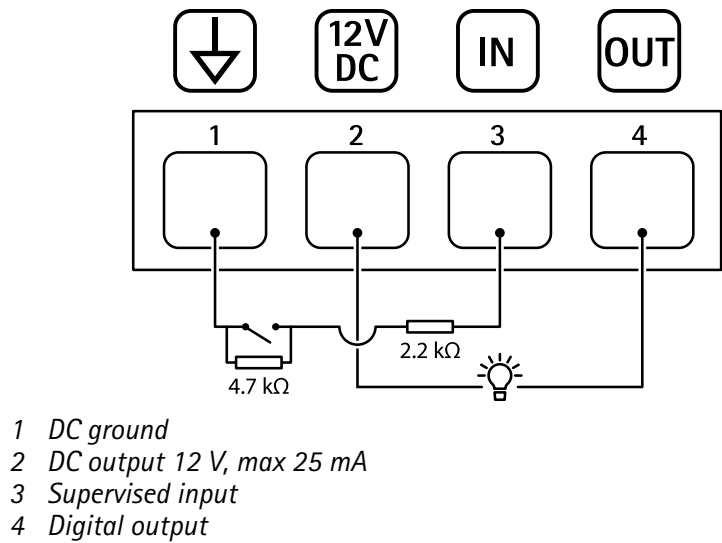 12V
DC
IN
OUT
1 2 3 4
2.2 kΩ
4.7 kΩ
1 DC ground
2 DC output 12 V, max 25 mA
3 Supervised input
4 Digital output